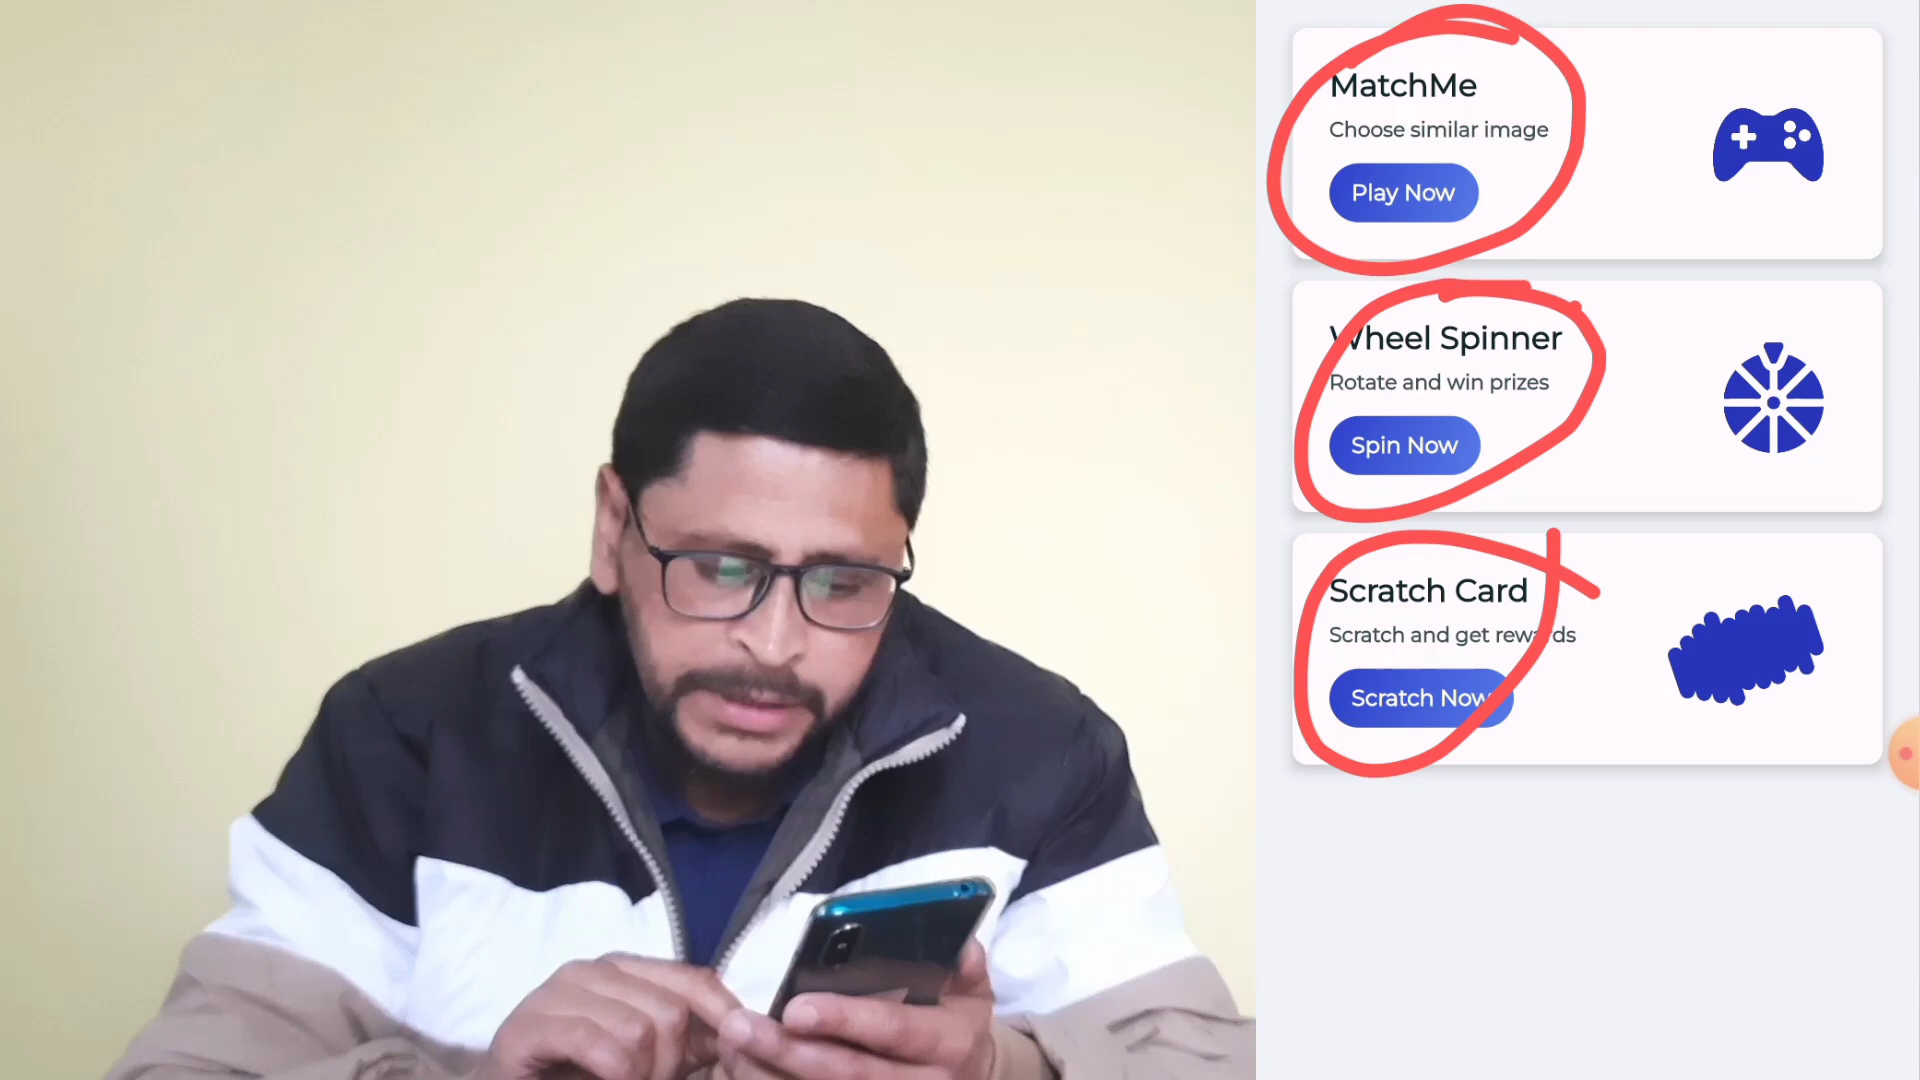 MatchMe
Choose similar image
Play Now
Wheel Spinner
Rotate and win prizes
Spin Now
Scratch Card
Scratch and get rewards
Scratch Now